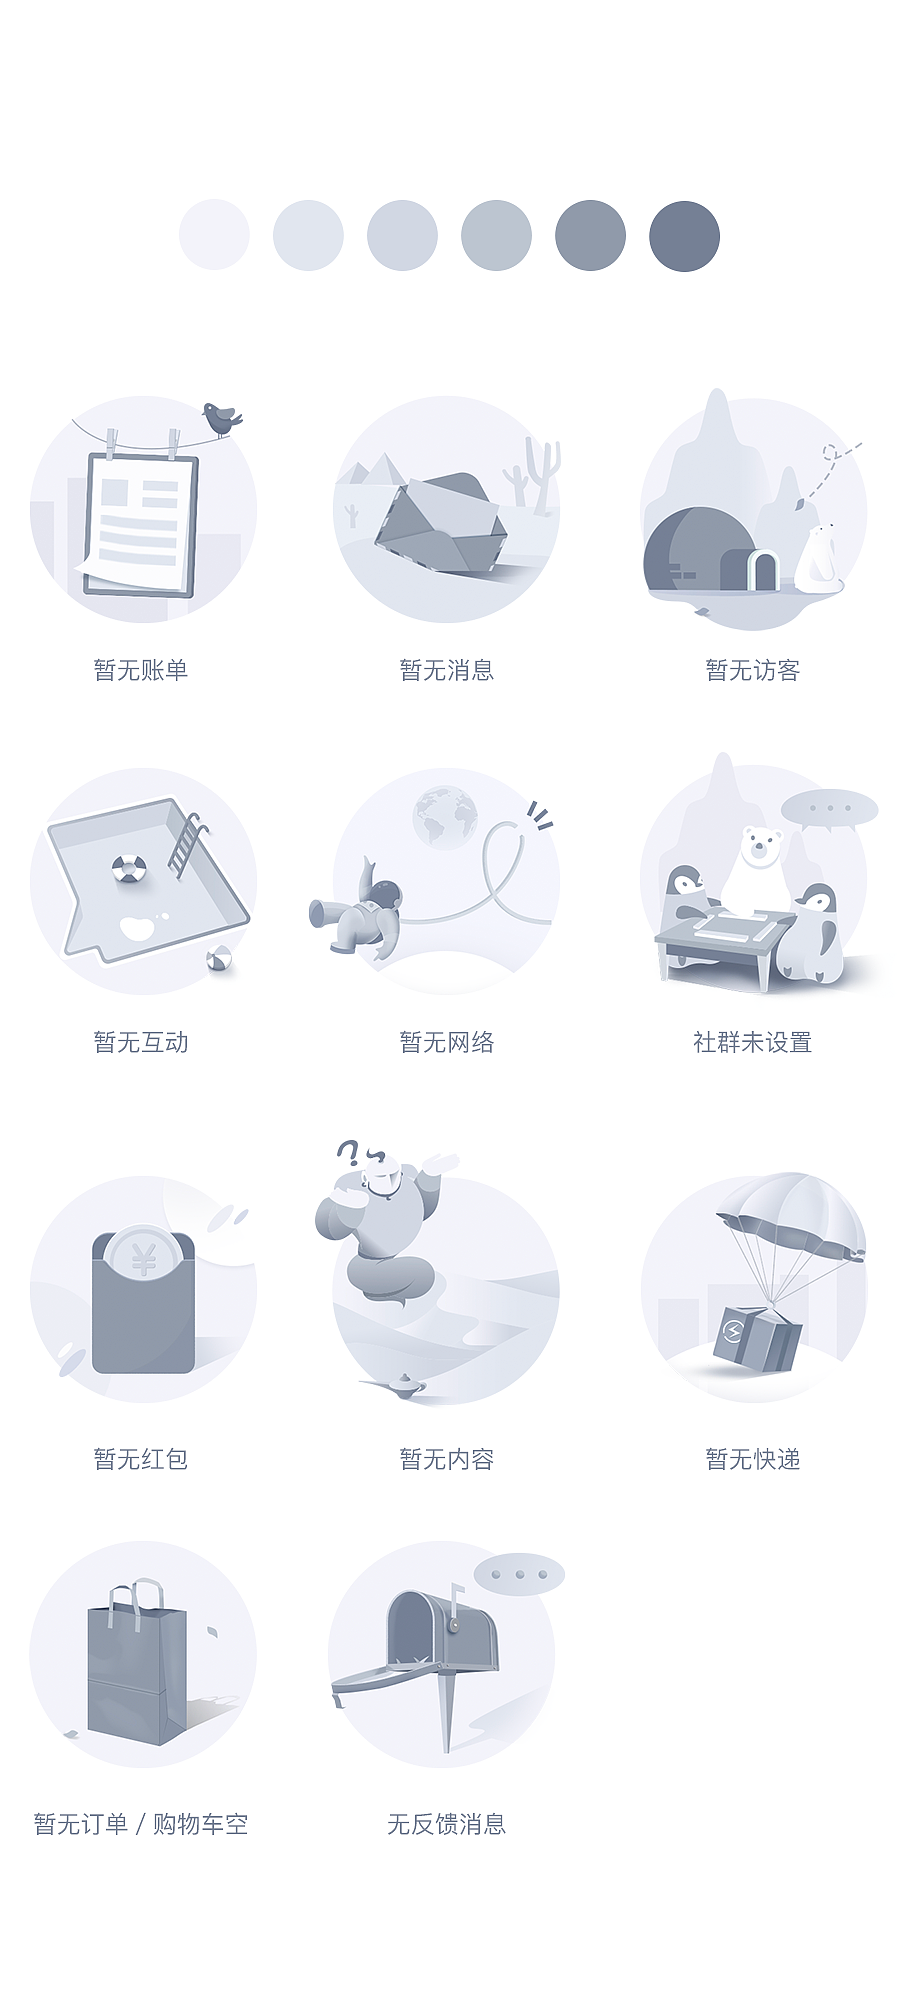 暂无账单
暂无消息
暂无访客
暂无互动
暂无网络
社群未设置
¥
暂无红包
暂无内容
暂无快递
暂无订单 / 购物车空
无反馈消息